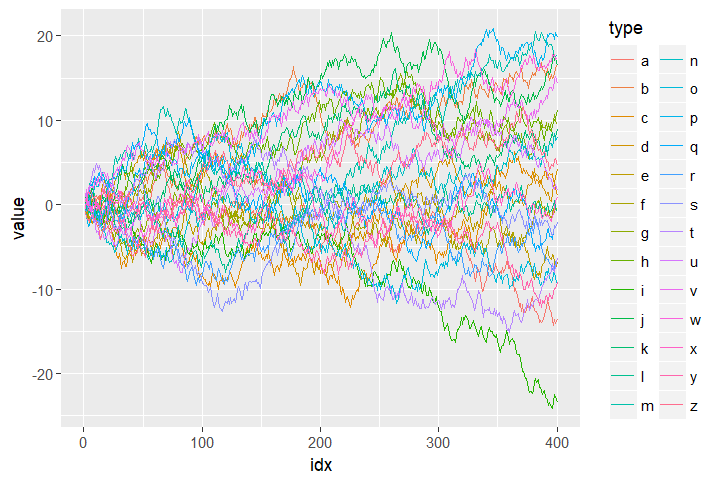 type
a n
b o
c p
d q
e r
f s
g t
h u
i v
j w
k x
l y
m z
20
10
0
-10
-20
value
0 100 200 300 400
idx